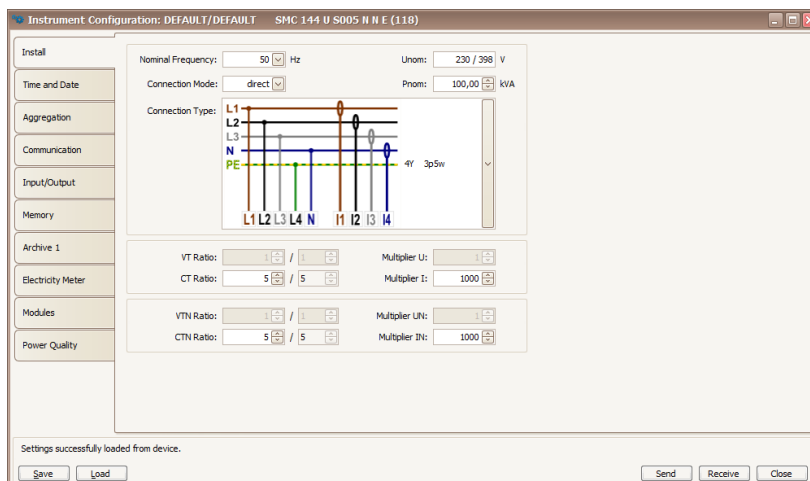 Instrument Configuration: DEFAULT/DEFAULT SMC 144 U S005 N N E (118)
Install
Time and Date
Aggregation
Communication
Input/Output
Memory
Archive 1
Electricity Meter
Modules
Power Quality
Nominal Frequency: 50 Hz Unom: 230 / 398 V
Connection Mode: direct Pnom: 100,00 kVA
Connection Type:
L1
L2
L3
N
PE
4Y 3p5w
L1 L2 L3 L4 N I1 I2 I3 I4
VT Ratio: 1 / 1 Multiplier U: 1
CT Ratio: 5 / 5 Multiplier I: 1000
VTN Ratio: 1 / 1 Multiplier UN: 1
CTN Ratio: 5 / 5 Multiplier IN: 1000
Settings successfully loaded from device.
Save Load Send Receive Close